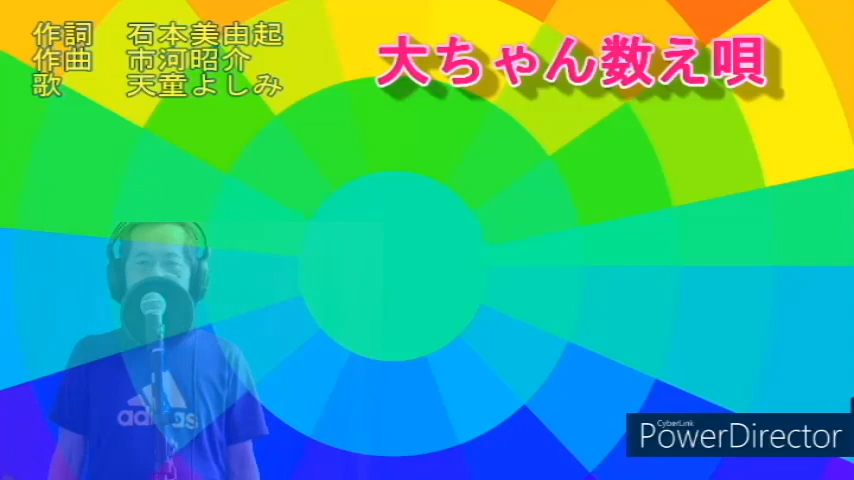 作詞　石本美由起
作曲　市河昭介
歌　天童よしみ
大ちゃん数え唄
adidas
CyberLink
PowerDirector